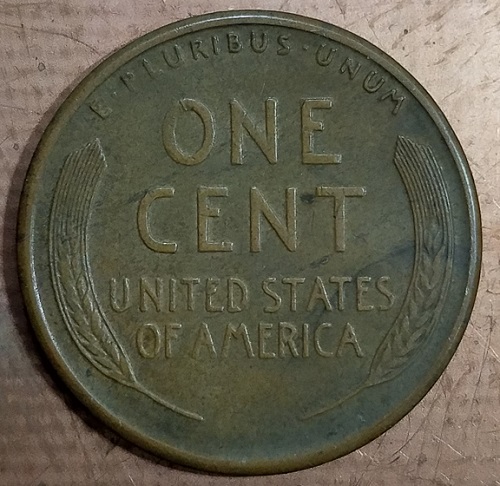 E · PLURIBUS · UNUM
ONE
CENT
UNITED STATES
OF AMERICA